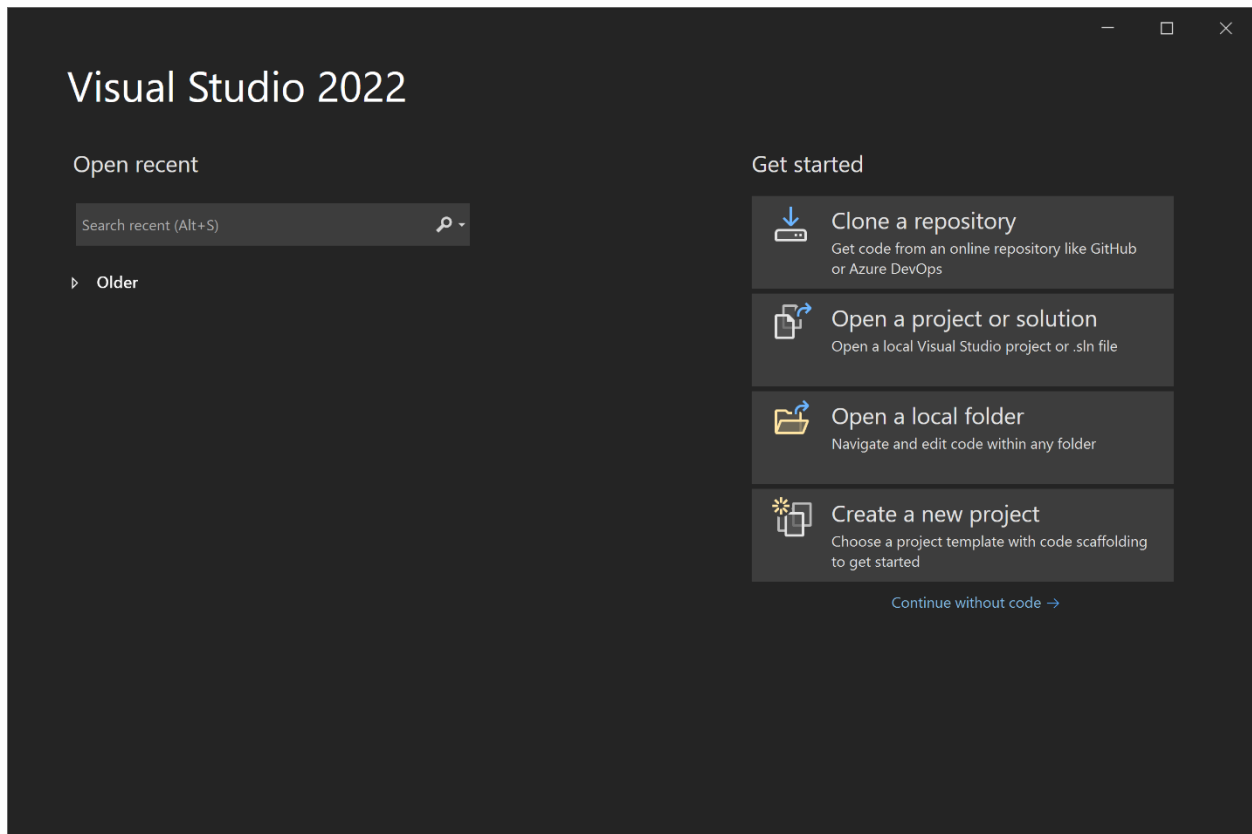 Visual Studio 2022
Open recent
Search recent (Alt+S)
Older
Get started
Clone a repository
Get code from an online repository like GitHub
or Azure DevOps
Open a project or solution
Open a local Visual Studio project or .sln file
Open a local folder
Navigate and edit code within any folder
Create a new project
Choose a project template with code scaffolding
to get started
Continue without code →